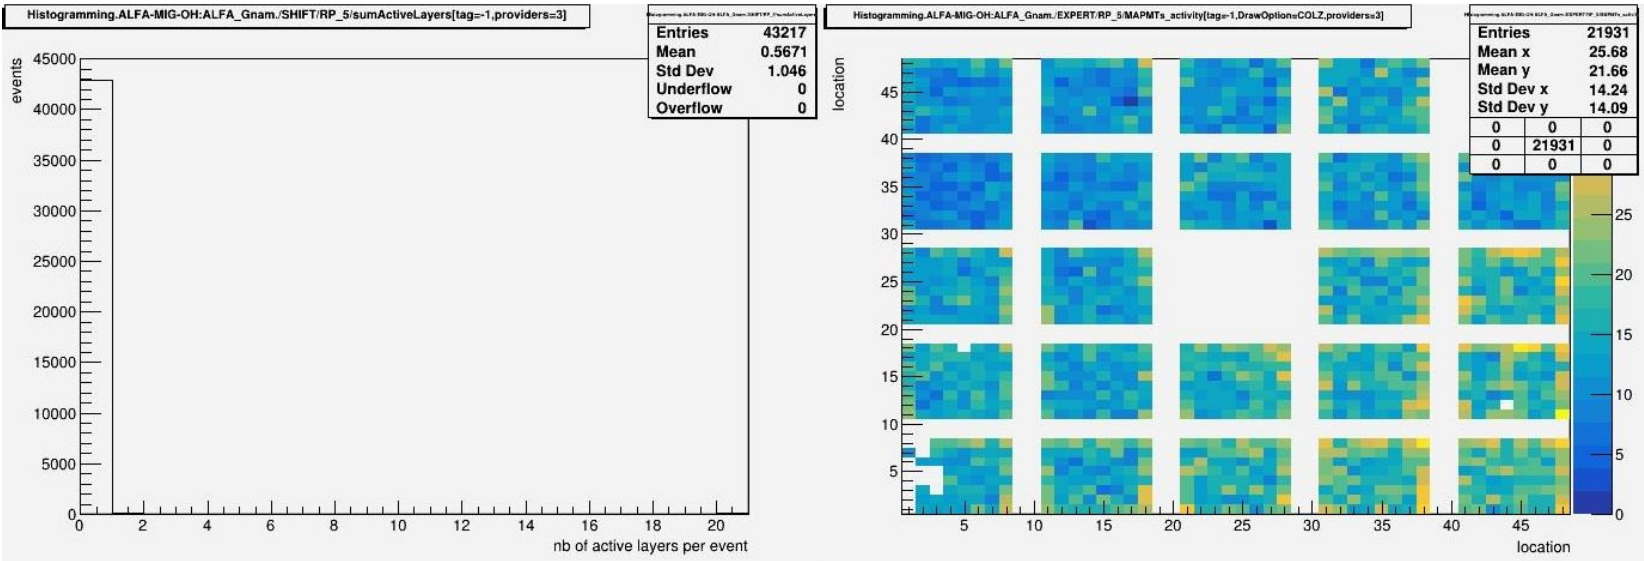 Histogramming.ALFA-MIG-OH:ALFA_Gnam./SHIFT/RP_5/sumActiveLayers[tag=-1,providers=3]
Entries 43217
Mean 0.5671
Std Dev 1.046
Underflow 0
Overflow 0
events
45000
40000
35000
30000
25000
20000
15000
10000
5000
0
0 2 4 6 8 10 12 14 16 18 20
nb of active layers per event
Histogramming.ALFA-MIG-OH:ALFA_Gnam./EXPERT/RP_5/MAPMTs_activity[tag=-1,DrawOption=COLZ,providers=3]
Entries 21931
Mean x 25.68
Mean y 21.66
Std Dev x 14.24
Std Dev y 14.09
0 0 0
0 21931 0
0 0 0
location
45
40
35
30
25
20
15
10
5
5 10 15 20 25 30 35 40 45
location
25
20
15
10
5
0